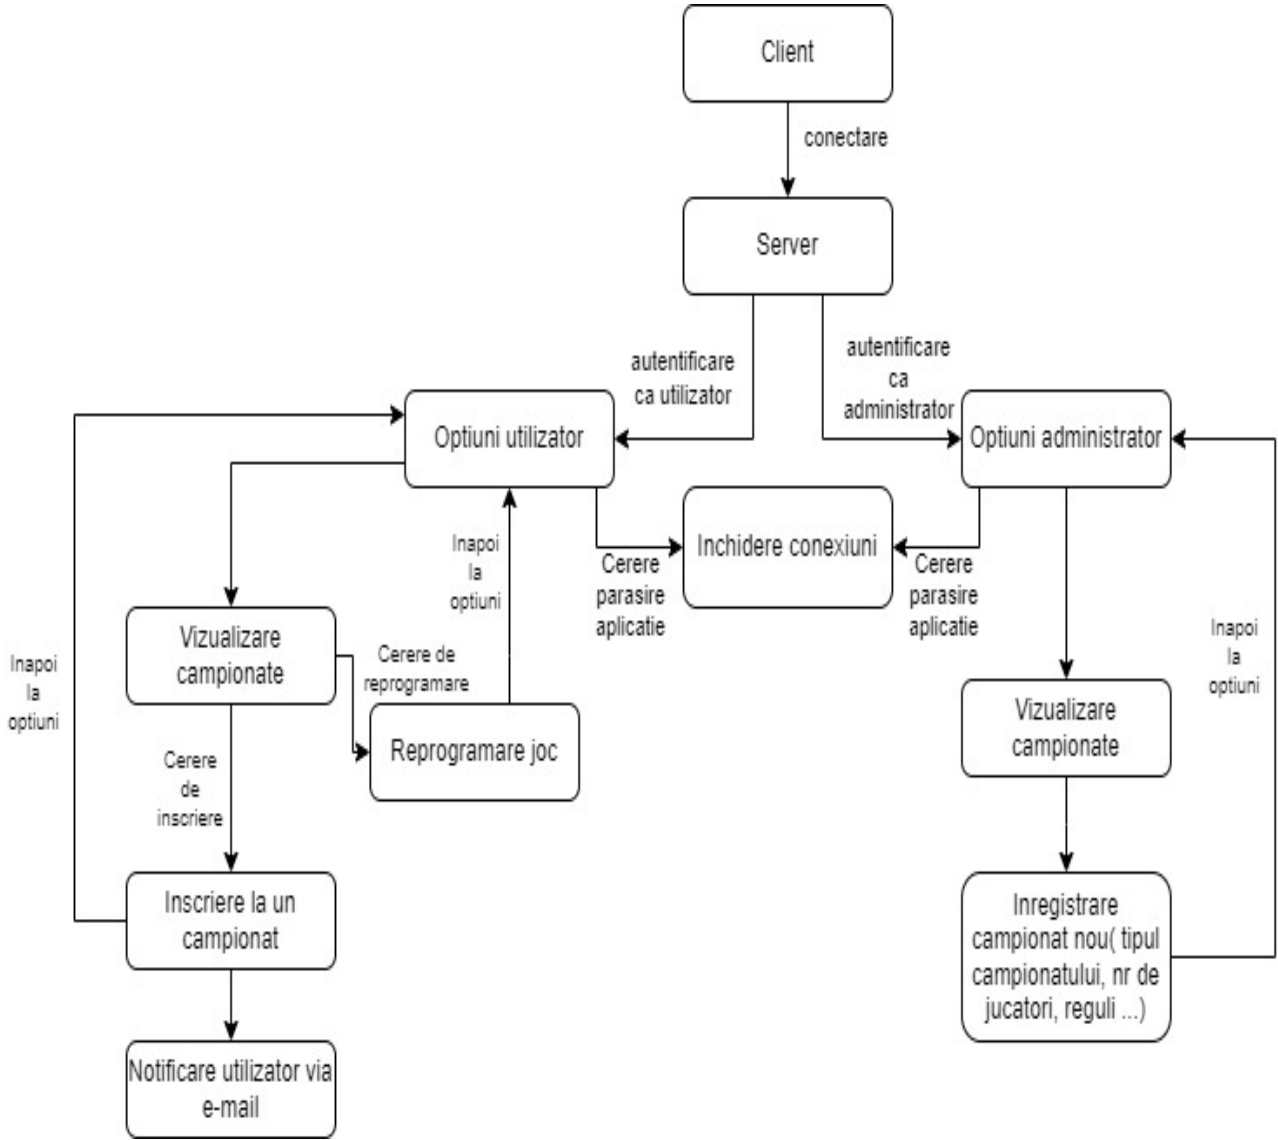 Client
conectare
Server
autentificare
ca utilizator
autentificare
ca
administrator
Optiuni utilizator
Optiuni administrator
Inchidere conexiuni
Inapoi
la
optiuni
Cerere
parasire
aplicatie
Cerere
parasire
aplicatie
Vizualizare
campionate
Cerere de
reprogramare
Inapoi
la
optiuni
Inapoi
la
optiuni
Reprogramare joc
Vizualizare
campionate
Cerere
de
inscriere
Inscriere la un
campionat
Inregistrare
campionat nou( tipul
campionatului, nr de
jucatori, reguli ...)
Notificare utilizator via
e-mail